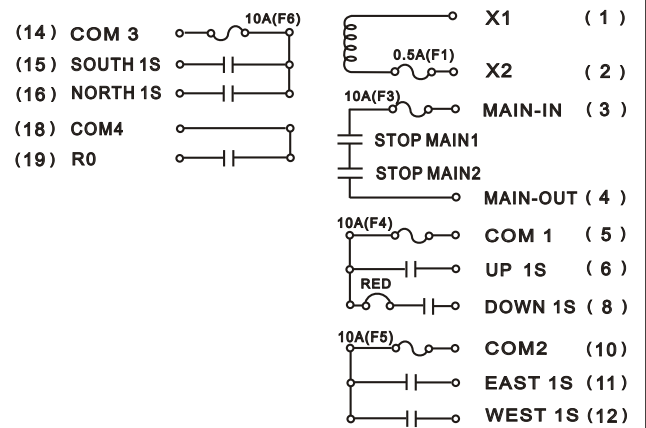 10A(F6)
(14) COM 3
(15) SOUTH 1S
(16) NORTH 1S
(18) COM4
(19) R0
X1 (1)
0.5A(F1)
X2 (2)
10A(F3)
MAIN-IN (3)
STOP MAIN1
STOP MAIN2
MAIN-OUT (4)
10A(F4)
COM 1 (5)
UP 1S (6)
RED
DOWN 1S (8)
10A(F5)
COM2 (10)
EAST 1S (11)
WEST 1S (12)